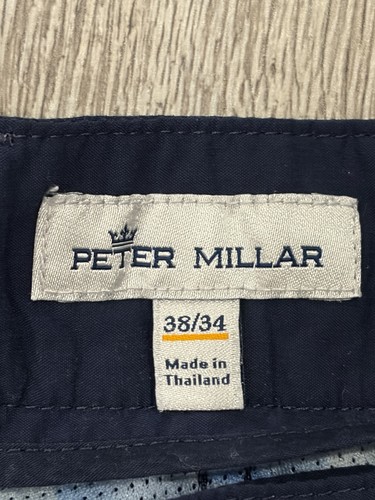 PETER MILLAR
38/34
Made in
Thailand